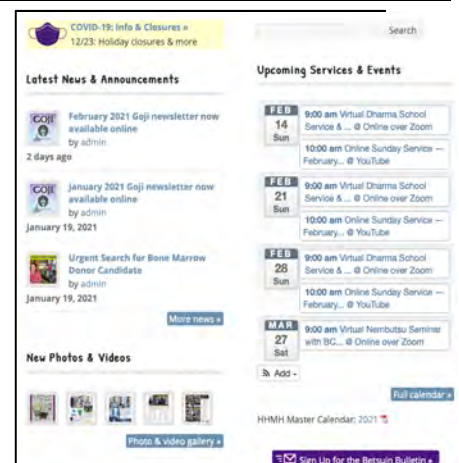 COVID-19: Info & Closures »
12/23: Holiday closures & more
Latest News & Announcements
GOJI
February 2021 Goji newsletter now
available online
by admin
2 days ago
GOJI
January 2021 Goji newsletter now
available online
by admin
January 19, 2021
Urgent Search for Bone Marrow
Donor Candidate
by admin
January 19, 2021
More news »
New Photos & Videos
Photo & video gallery »
Search
Upcoming Services & Events
FEB
14
Sun
9:00 am Virtual Dharma School
Service & ... @ Online over Zoom
10:00 am Online Sunday Service —
February... @ YouTube
FEB
21
Sun
9:00 am Virtual Dharma School
Service & ... @ Online over Zoom
10:00 am Online Sunday Service —
February... @ YouTube
FEB
28
Sun
9:00 am Virtual Dharma School
Service & ... @ Online over Zoom
10:00 am Online Sunday Service —
February... @ YouTube
MAR
27
Sat
9:00 am Virtual Nembutsu Seminar
with BC... @ Online over Zoom
Add
Full calendar »
HHMH Master Calendar: 2021
Sign Up for the Betsuin Bulletin »